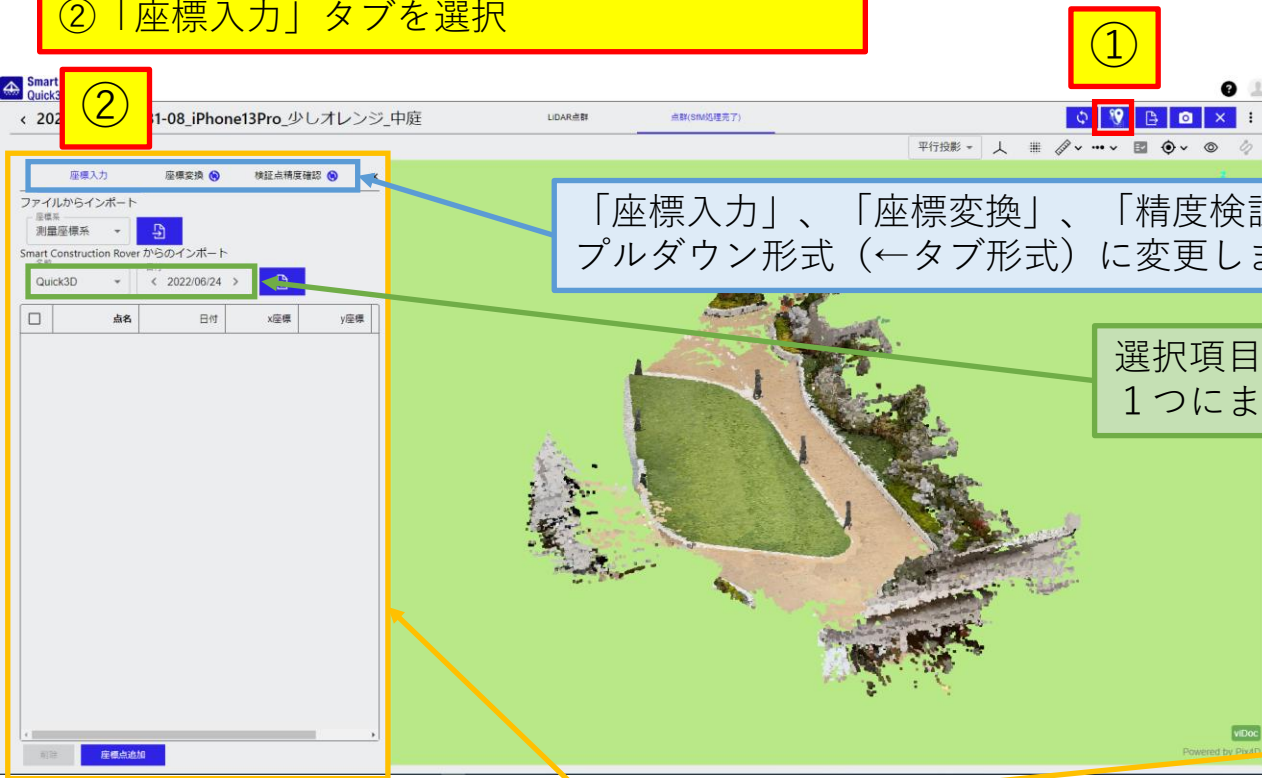 ②「座標入力」タブを選択
①
②
Smart
Quick3
‹ 202
31-08_iPhone13Pro_少しオレンジ_中庭
LiDAR点群
点群(SfM処理完了)
平行投影
座標入力
座標変換
検証点精度確認
ファイルからインポート
座標系
測量座標系
Smart Construction Rover からのインポート
Quick3D
‹ 2022/06/24 ›
点名
日付
x座標
y座標
「座標入力」、「座標変換」、「精度検証
プルダウン形式（←タブ形式）に変更しま
選択項目
１つにま
削除
座標点追加
viDoc
Powered by Pix4D